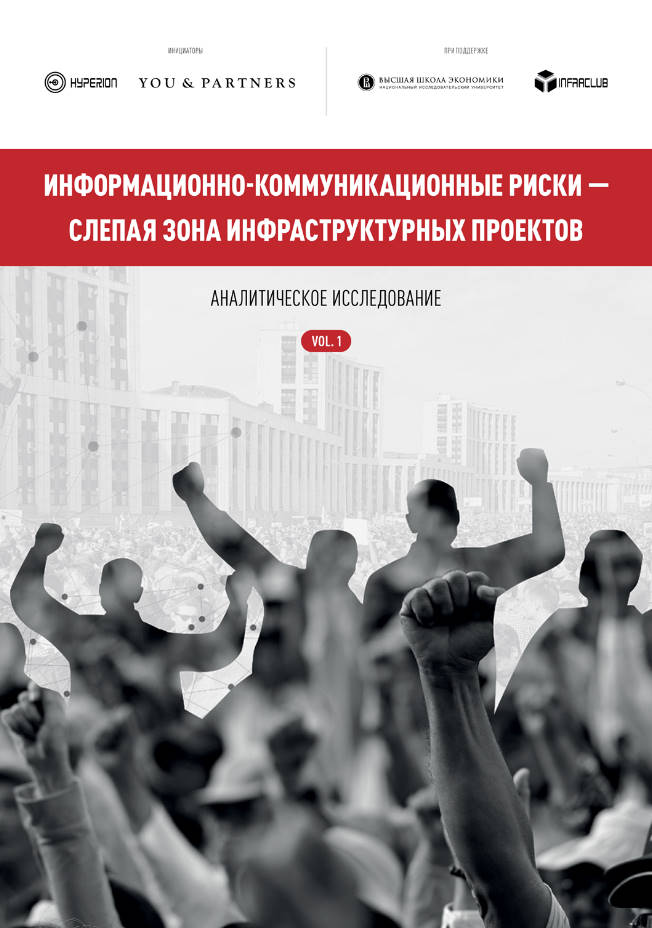 ИНИЦИАТОРЫ
ПРИ ПОДДЕРЖКЕ
HYPERION
YOU & PARTNERS
ВЫСШАЯ ШКОЛА ЭКОНОМИКИ
НАЦИОНАЛЬНЫЙ ИССЛЕДОВАТЕЛЬСКИЙ УНИВЕРСИТЕТ
INFRACLUB
ИНФОРМАЦИОННО-КОММУНИКАЦИОННЫЕ РИСКИ —
СЛЕПАЯ ЗОНА ИНФРАСТРУКТУРНЫХ ПРОЕКТОВ
АНАЛИТИЧЕСКОЕ ИССЛЕДОВАНИЕ
VOL. 1